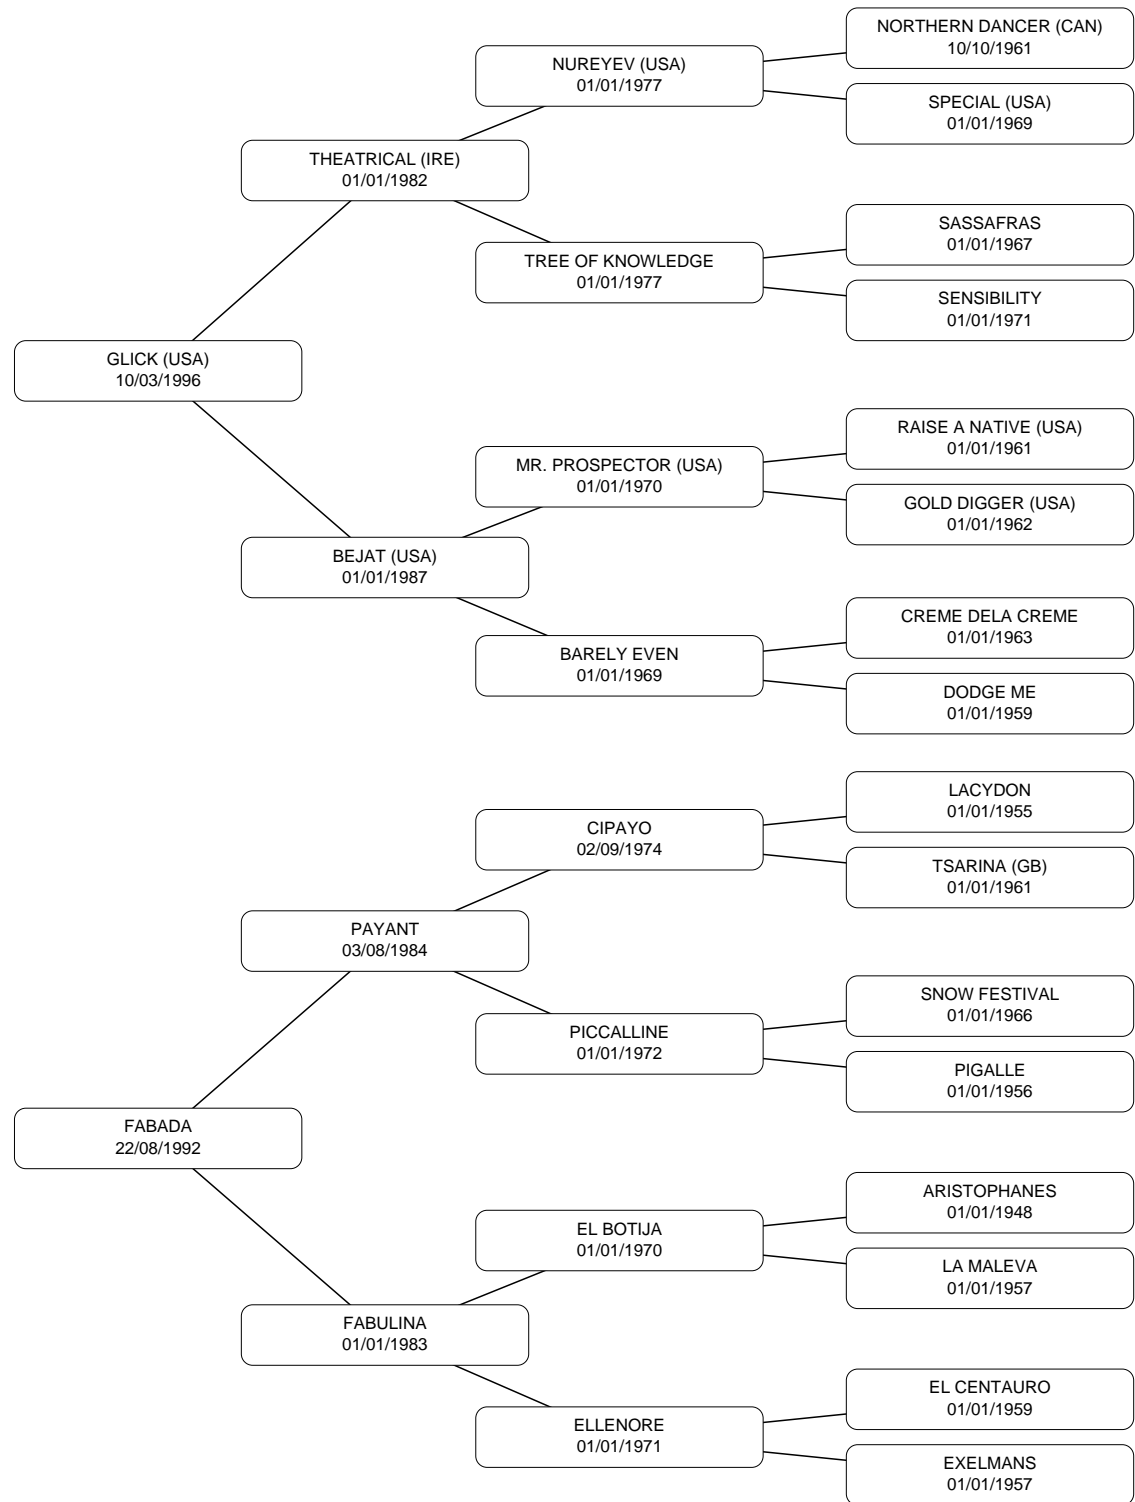 NORTHERN DANCER (CAN)
10/10/1961
NUREYEV (USA)
01/01/1977
SPECIAL (USA)
01/01/1969
THEATRICAL (IRE)
01/01/1982
SASSAFRAS
01/01/1967
TREE OF KNOWLEDGE
01/01/1977
SENSIBILITY
01/01/1971
GLICK (USA)
10/03/1996
RAISE A NATIVE (USA)
01/01/1961
MR. PROSPECTOR (USA)
01/01/1970
GOLD DIGGER (USA)
01/01/1962
BEJAT (USA)
01/01/1987
CREME DELA CREME
01/01/1963
BARELY EVEN
01/01/1969
DODGE ME
01/01/1959
LACYDON
01/01/1955
CIPAYO
02/09/1974
TSARINA (GB)
01/01/1961
PAYANT
03/08/1984
SNOW FESTIVAL
01/01/1966
PICCALLINE
01/01/1972
PIGALLE
01/01/1956
FABADA
22/08/1992
ARISTOPHANES
01/01/1948
EL BOTIJA
01/01/1970
LA MALEVA
01/01/1957
FABULINA
01/01/1983
EL CENTAURO
01/01/1959
ELLENORE
01/01/1971
EXELMANS
01/01/1957